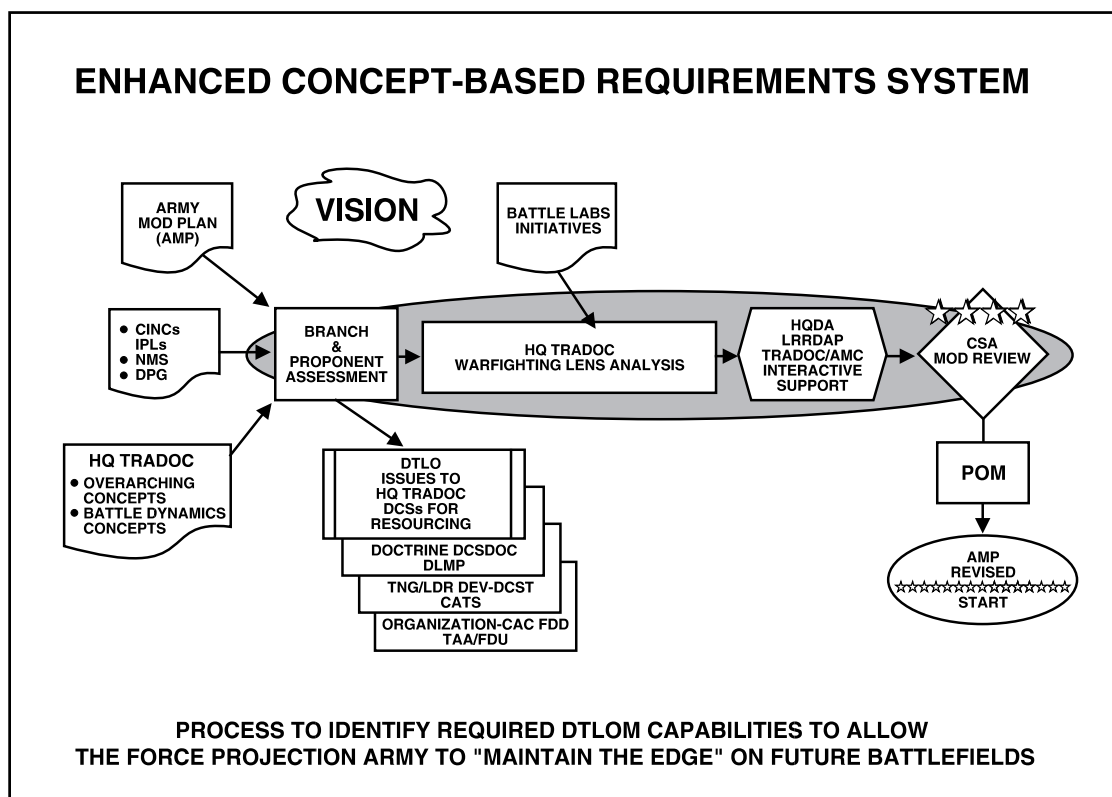 ENHANCED CONCEPT-BASED REQUIREMENTS SYSTEM
ARMY
MOD PLAN
(AMP)
VISION
BATTLE LABS
INITIATIVES
● CINCs
IPLs
● NMS
● DPG
BRANCH
&
PROPONENT
ASSESSMENT
HQ TRADOC
WARFIGHTING LENS ANALYSIS
HQDA
LRRDAP
TRADOC/AMC
INTERACTIVE
SUPPORT
CSA
MOD REVIEW
HQ TRADOC
● OVERARCHING
CONCEPTS
● BATTLE DYNAMICS
CONCEPTS
DTLO
ISSUES TO
HQ TRADOC
DCSs FOR
RESOURCING
DOCTRINE DCSDOC
DLMP
TNG/LDR DEV-DCST
CATS
ORGANIZATION-CAC FDD
TAA/FDU
POM
AMP
REVISED
START
PROCESS TO IDENTIFY REQUIRED DTLOM CAPABILITIES TO ALLOW
THE FORCE PROJECTION ARMY TO "MAINTAIN THE EDGE" ON FUTURE BATTLEFIELDS